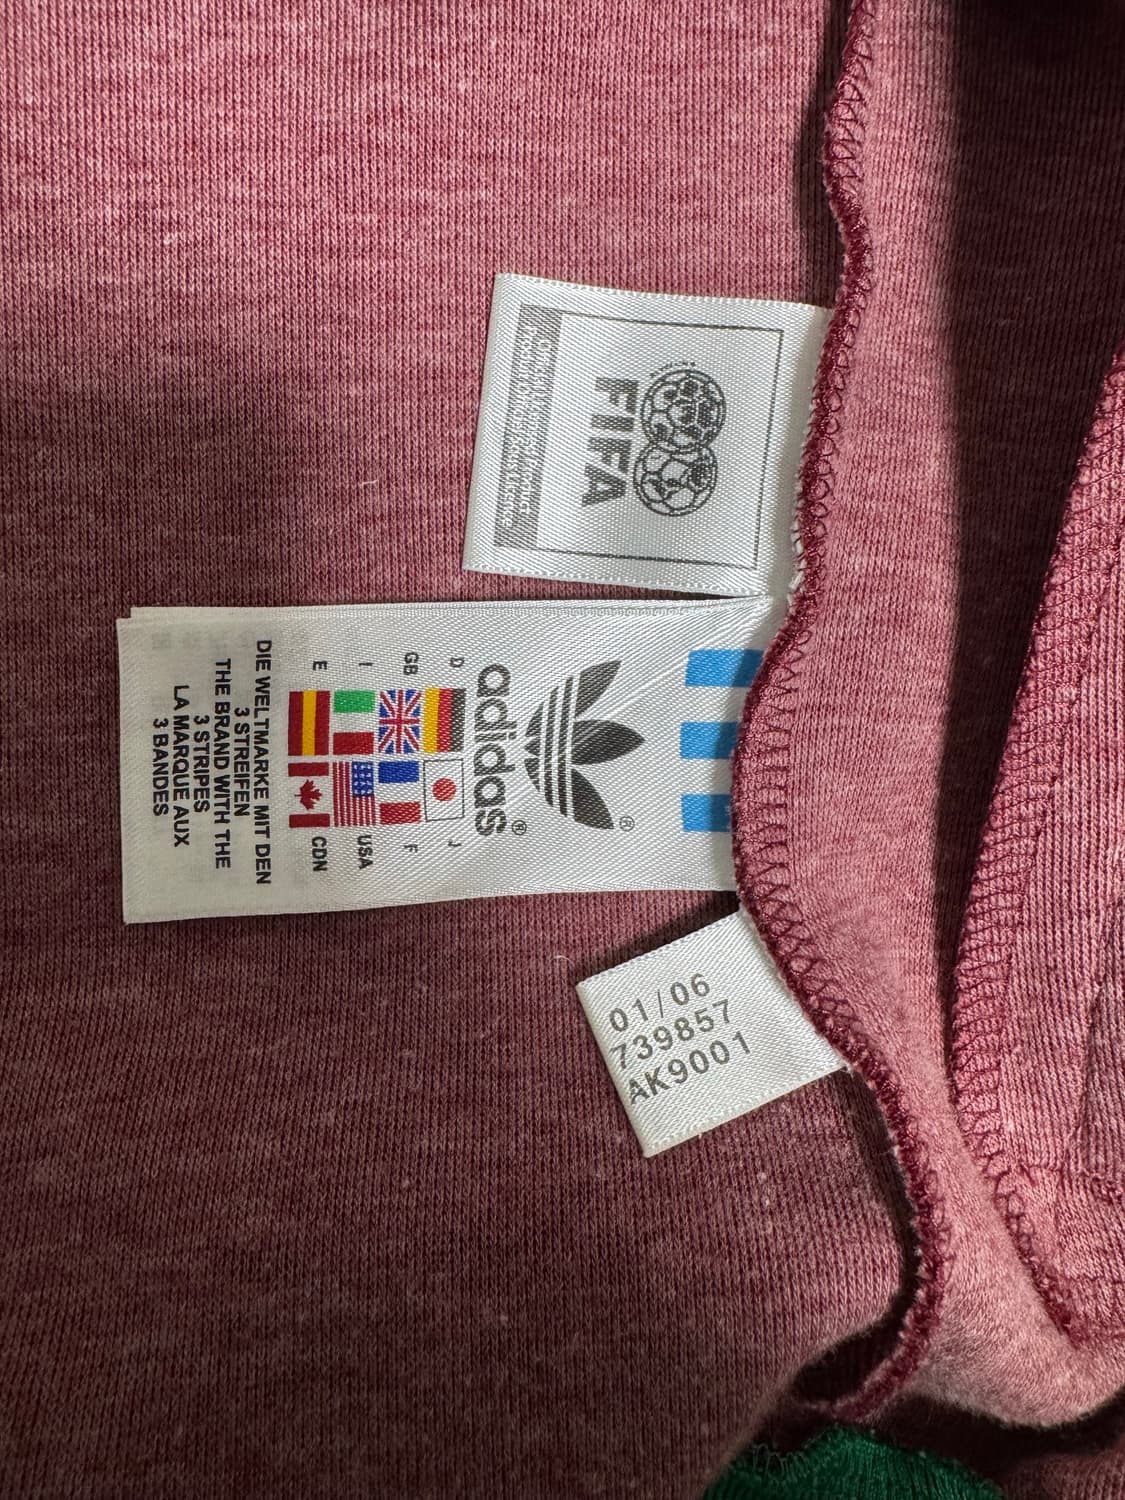 FIFA
adidas®
D
J
GB
F
I
USA
E
CDN
DIE WELTMARKE MIT DEN
3 STREIFEN
THE BRAND WITH THE
3 STRIPES
LA MARQUE AUX
3 BANDES
01/06
739857
AK9001